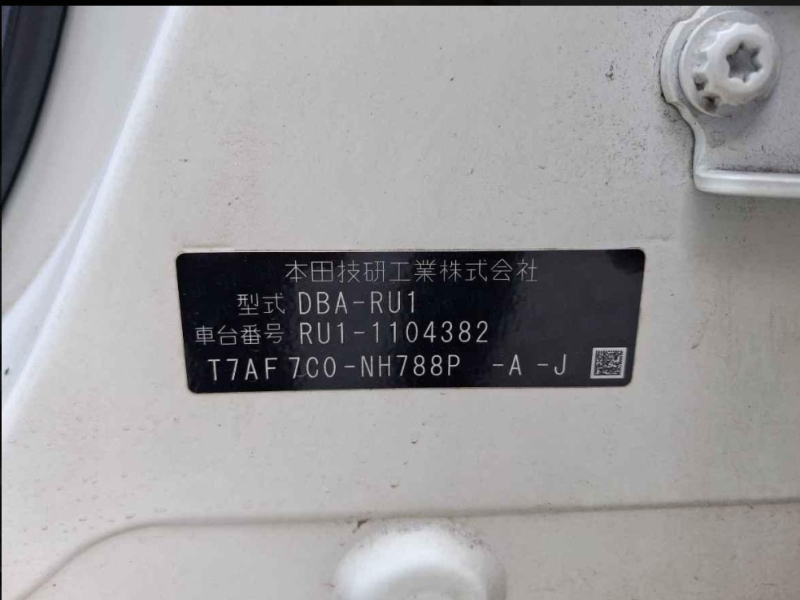 本田技研工業株式会社
型式 DBA-RU1
車台番号 RU1-1104382
T7AF 7C0-NH788P -A -J